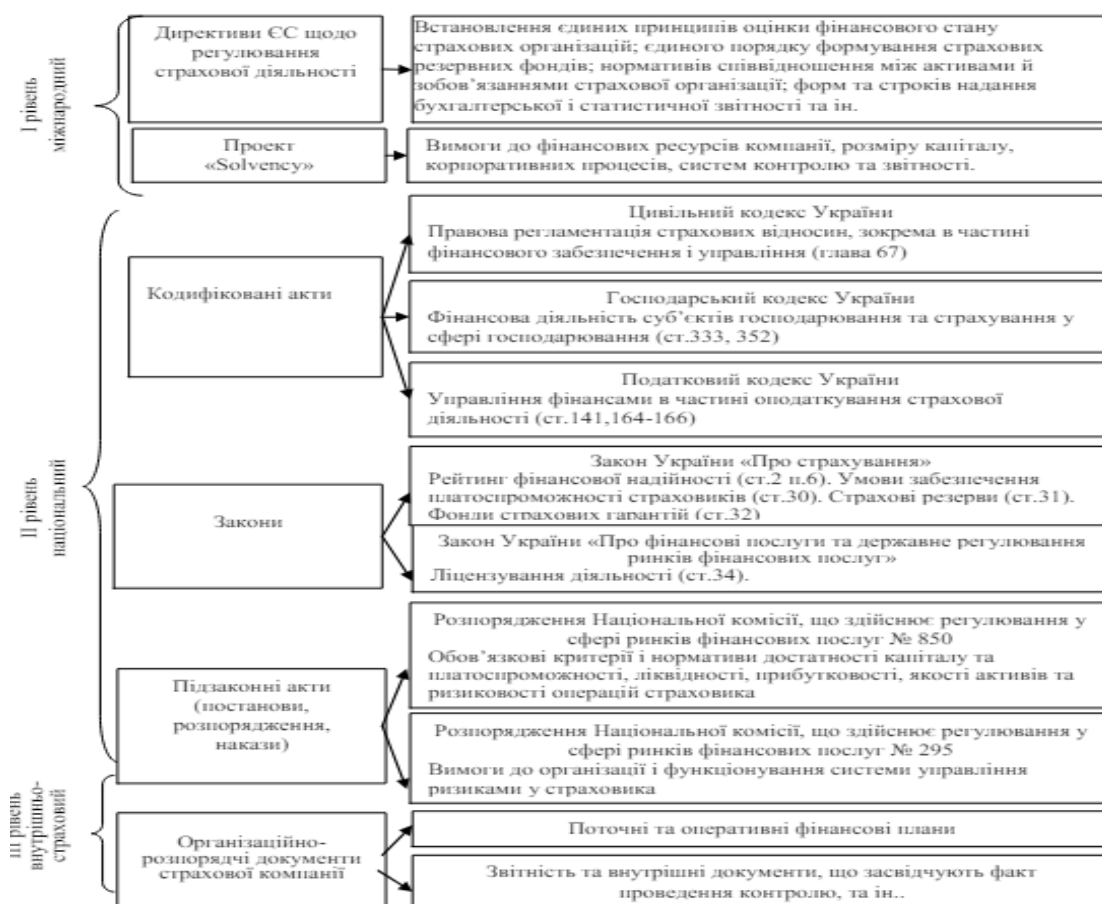 І рівень
міжнародний
Директиви ЄС щодо
регулювання
страхової діяльності
Встановлення єдиних принципів оцінки фінансового стану
страхових організацій; єдиного порядку формування страхових
резервних фондів; нормативів співвідношення між активами й
зобов’язаннями страхової організації; форм та строків надання
бухгалтерської і статистичної звітності та ін.
Проект
«Solvency»
Вимоги до фінансових ресурсів компанії, розміру капіталу,
корпоративних процесів, систем контролю та звітності.
ІІ рівень
національний
Кодифіковані акти
Цивільний кодекс України
Правова регламентація страхових відносин, зокрема в частині
фінансового забезпечення і управління (глава 67)
Господарський кодекс України
Фінансова діяльність суб’єктів господарювання та страхування у
сфері господарювання (ст.333, 352)
Податковий кодекс України
Управління фінансами в частині оподаткування страхової
діяльності (ст.141,164-166)
Закони
Закон України «Про страхування»
Рейтинг фінансової надійності (ст.2 п.6). Умови забезпечення
платоспроможності страховиків (ст.30). Страхові резерви (ст.31).
Фонди страхових гарантій (ст.32)
Закон України «Про фінансові послуги та державне регулювання
ринків фінансових послуг»
Ліцензування діяльності (ст.34).
Підзаконні акти
(постанови,
розпорядження,
накази)
Розпорядження Національної комісії, що здійснює регулювання у
сфері ринків фінансових послуг № 850
Обов’язкові критерії і нормативи достатності капіталу та
платоспроможності, ліквідності, прибутковості, якості активів та
ризиковості операцій страховика
Розпорядження Національної комісії, що здійснює регулювання у
сфері ринків фінансових послуг № 295
Вимоги до організації і функціонування системи управління
ризиками у страховика
ІІІ рівень
внутрішньо-
страховий
Організаційно-
розпорядчі документи
страхової компанії
Поточні та оперативні фінансові плани
Звітність та внутрішні документи, що засвідчують факт
проведення контролю, та ін..